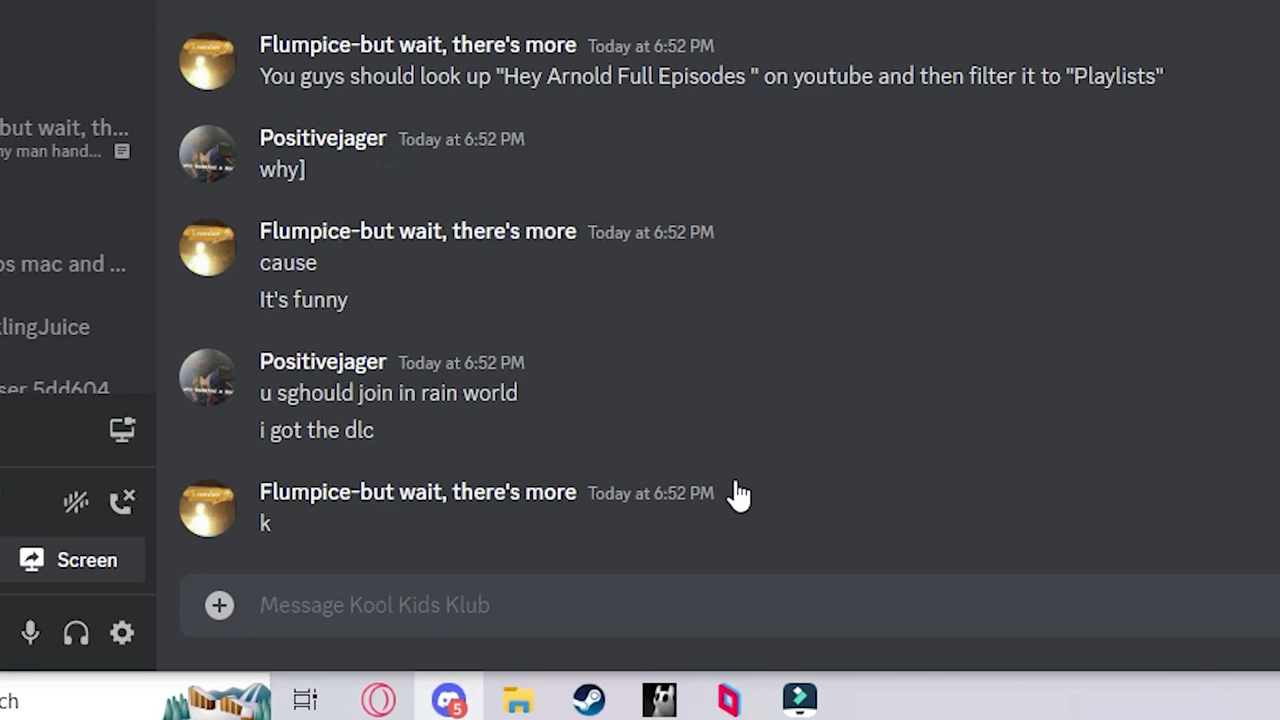 Flumpice-but wait, there's more Today at 6:52 PM
You guys should look up "Hey Arnold Full Episodes " on youtube and then filter it to "Playlists"
but wait, th...
ny man hand...
Positivejager Today at 6:52 PM
why]
Flumpice-but wait, there's more Today at 6:52 PM
cause
os mac and ...
It's funny
klingJuice
Positivejager Today at 6:52 PM
ser 5dd604
u sghould join in rain world
i got the dlc
Flumpice-but wait, there's more Today at 6:52 PM
k
Screen
Message Kool Kids Klub
ch
5